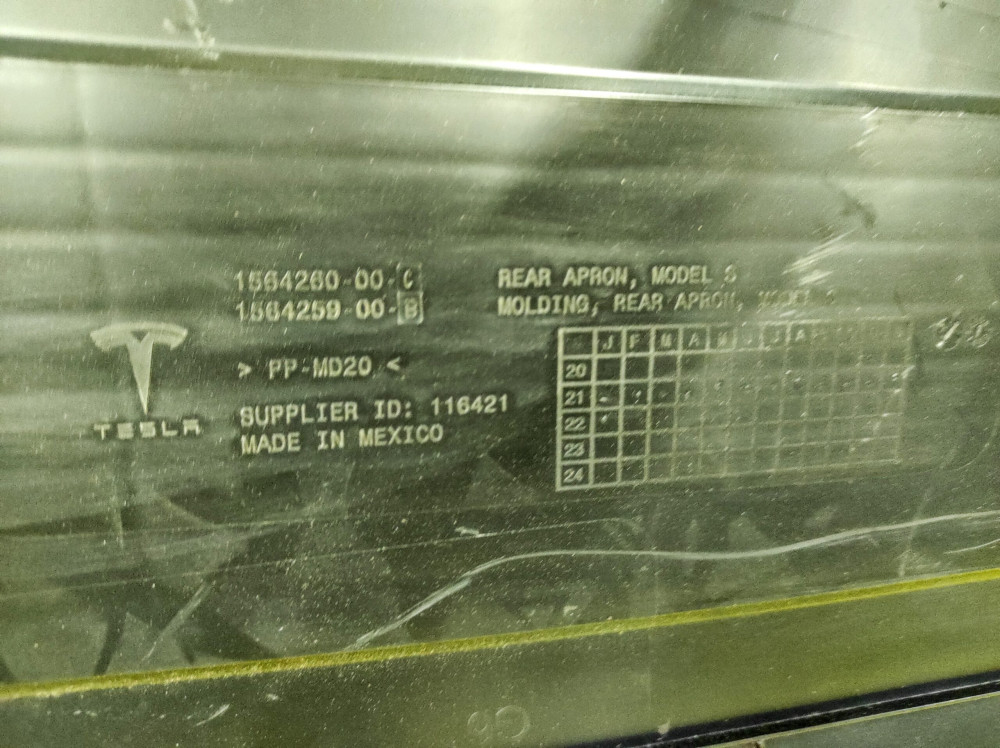 1564260-00-C REAR APRON, MODEL S
1564259-00-B MOLDING, REAR APRON, MODEL S
> PP-MD20 <
TESLA
SUPPLIER ID: 116421
MADE IN MEXICO
J F M A M J J A
20
21
22
23
24